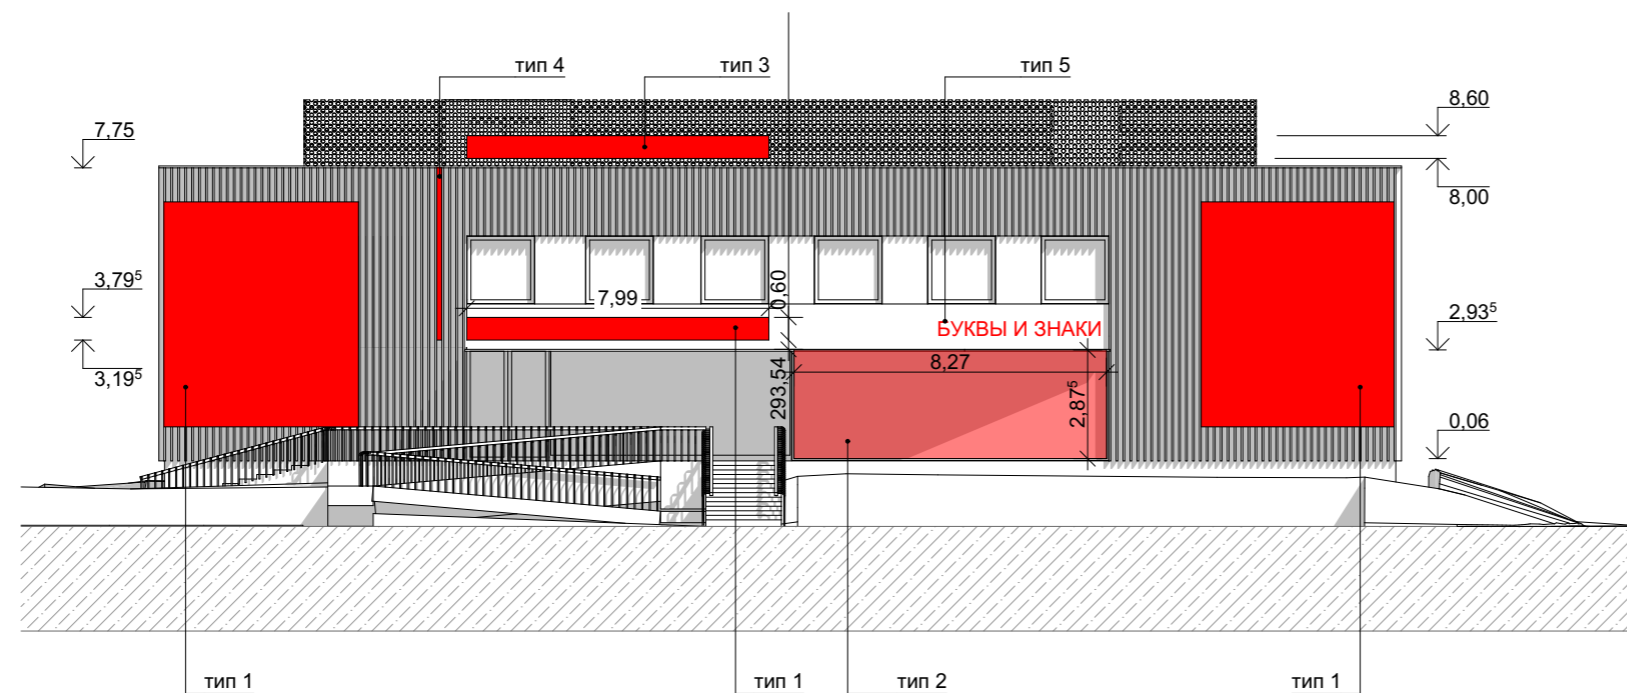 тип 4
тип 3
тип 5
7,75
8,60
8,00
3,79⁵
3,19⁵
7,99
0,60
БУКВЫ И ЗНАКИ
2,93⁵
293,54
8,27
2,87⁵
0,06
тип 1
тип 1
тип 2
тип 1